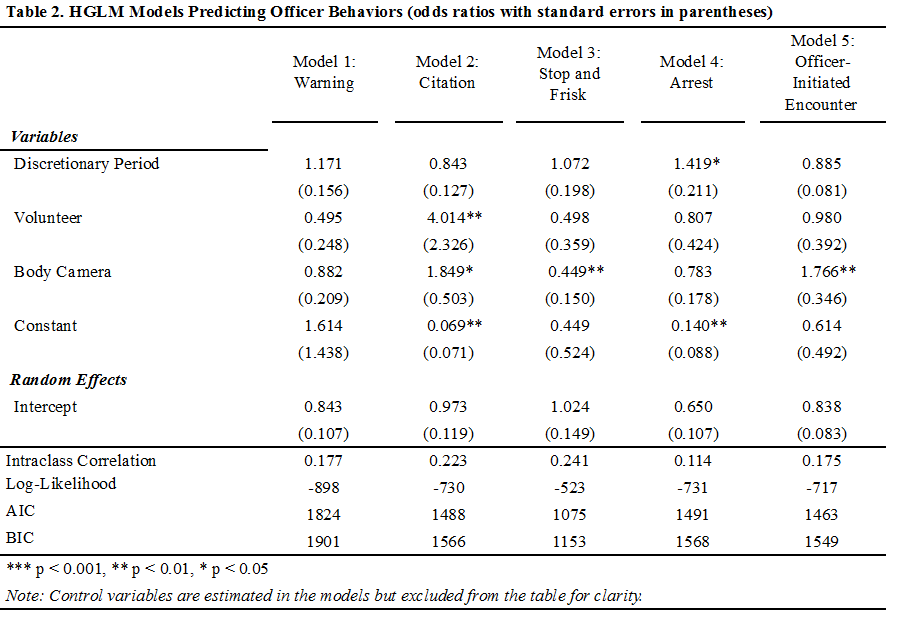 Table 2. HGLM Models Predicting Officer Behaviors (odds ratios with standard errors in parentheses)
Model 1: Warning Model 2: Citation Model 3: Stop and Frisk Model 4: Arrest Model 5: Officer-Initiated Encounter
Variables
Discretionary Period 1.171 0.843 1.072 1.419* 0.885
(0.156) (0.127) (0.198) (0.211) (0.081)
Volunteer 0.495 4.014** 0.498 0.807 0.980
(0.248) (2.326) (0.359) (0.424) (0.392)
Body Camera 0.882 1.849* 0.449** 0.783 1.766**
(0.209) (0.503) (0.150) (0.178) (0.346)
Constant 1.614 0.069** 0.449 0.140** 0.614
(1.438) (0.071) (0.524) (0.088) (0.492)
Random Effects
Intercept 0.843 0.973 1.024 0.650 0.838
(0.107) (0.119) (0.149) (0.107) (0.083)
Intraclass Correlation 0.177 0.223 0.241 0.114 0.175
Log-Likelihood -898 -730 -523 -731 -717
AIC 1824 1488 1075 1491 1463
BIC 1901 1566 1153 1568 1549
*** p < 0.001, ** p < 0.01, * p < 0.05
Note: Control variables are estimated in the models but excluded from the table for clarity.